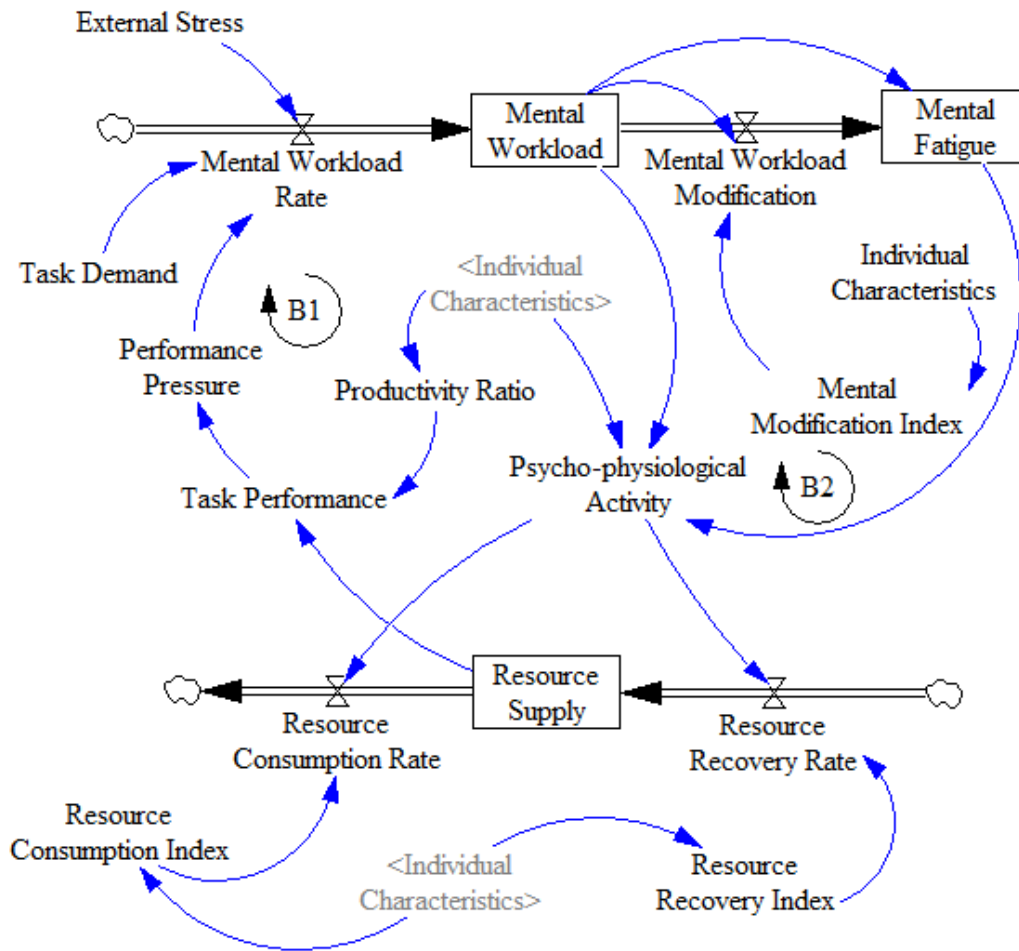 External Stress
Mental
Workload
Mental
Fatigue
Mental Workload
Rate
Mental Workload
Modification
Task Demand
<Individual
Characteristics>
Individual
Characteristics
B1
Performance
Pressure
Productivity Ratio
Mental
Modification Index
Psycho-physiological
Activity
B2
Task Performance
Resource
Supply
Resource
Consumption Rate
Resource
Recovery Rate
Resource
Consumption Index
<Individual
Characteristics>
Resource
Recovery Index